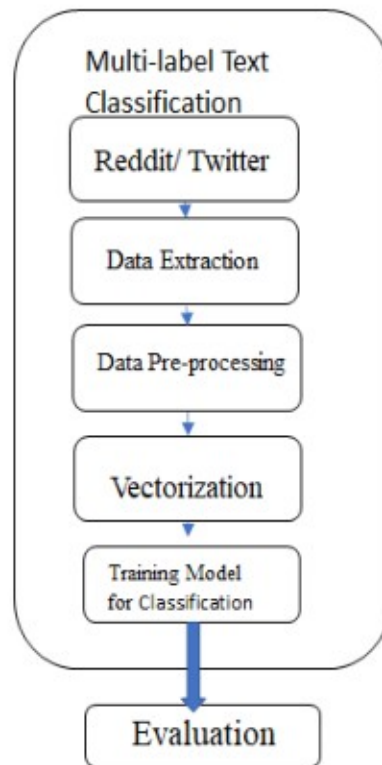 Multi-label Text
Classification
Reddit/ Twitter
Data Extraction
Data Pre-processing
Vectorization
Training Model
for Classification
Evaluation